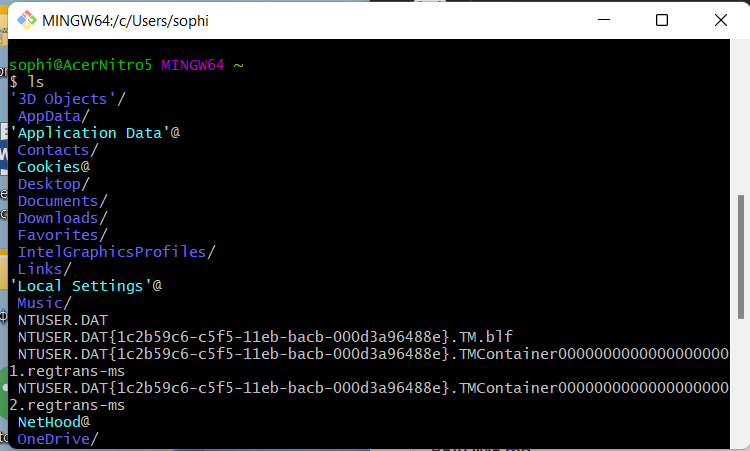 MINGW64:/c/Users/sophi
sophi@AcerNitro5 MINGW64 ~
$ ls
'3D Objects'/
AppData/
'Application Data'@
Contacts/
Cookies@
Desktop/
Documents/
Downloads/
Favorites/
IntelGraphicsProfiles/
Links/
'Local Settings'@
Music/
NTUSER.DAT
NTUSER.DAT{1c2b59c6-c5f5-11eb-bacb-000d3a96488e}.TM.blf
NTUSER.DAT{1c2b59c6-c5f5-11eb-bacb-000d3a96488e}.TMContainer0000000000000000000
1.regtrans-ms
NTUSER.DAT{1c2b59c6-c5f5-11eb-bacb-000d3a96488e}.TMContainer0000000000000000000
2.regtrans-ms
NetHood@
OneDrive/